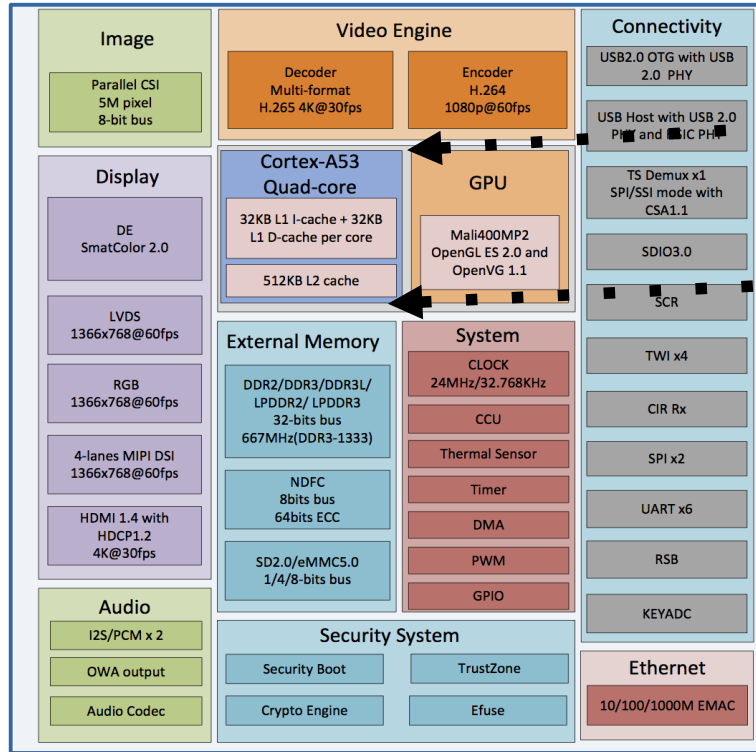 Image
Parallel CSI
5M pixel
8-bit bus
Video Engine
Decoder
Multi-format
H.265 4K@30fps
Encoder
H.264
1080p@60fps
Connectivity
USB2.0 OTG with USB
2.0 PHY
USB Host with USB 2.0
and PHY
TS Demux x1
SPI/SSI mode with
CSA1.1
SDIO3.0
SCR
TWI x4
CIR Rx
SPI x2
UART x6
RSB
KEYADC
Display
DE
SmatColor 2.0
LVDS
1366x768@60fps
RGB
1366x768@60fps
4-lanes MIPI DSI
1366x768@60fps
HDMI 1.4 with
HDCP1.2
4K@30fps
Cortex-A53
Quad-core
32KB L1 I-cache + 32KB
L1 D-cache per core
512KB L2 cache
GPU
Mali400MP2
OpenGL ES 2.0 and
OpenVG 1.1
External Memory
DDR2/DDR3/DDR3L/
LPDDR2/ LPDDR3
32-bits bus
667MHz(DDR3-1333)
NDFC
8bits bus
64bits ECC
SD2.0/eMMC5.0
1/4/8-bits bus
System
CLOCK
24MHz/32.768KHz
CCU
Thermal Sensor
Timer
DMA
PWM
GPIO
Audio
I2S/PCM x 2
OWA output
Audio Codec
Security System
Security Boot
TrustZone
Crypto Engine
Efuse
Ethernet
10/100/1000M EMAC